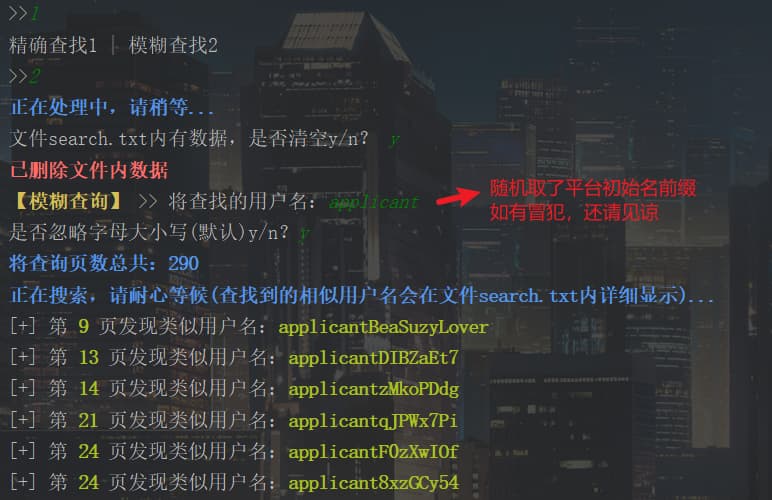 >>1
精确查找1 | 模糊查找2
>>2
正在处理中，请稍等...
文件search.txt内有数据，是否清空y/n? y
已删除文件内数据
【模糊查询】 >> 将查找的用户名：applicant
随机取了平台初始名前缀
如有冒犯，还请见谅
是否忽略字母大小写(默认)y/n？y
将查询页数总共：290
正在搜索，请耐心等候(查找到的相似用户名会在文件search.txt内详细显示)...
[+] 第 9 页发现类似用户名：applicantBeaSuzyLover
[+] 第 13 页发现类似用户名：applicantDIBZaEt7
[+] 第 14 页发现类似用户名：applicantzMkoPDdg
[+] 第 21 页发现类似用户名：applicantqJPWx7Pi
[+] 第 24 页发现类似用户名：applicantF0zXwIOf
[+] 第 24 页发现类似用户名：applicant8xzGCy54